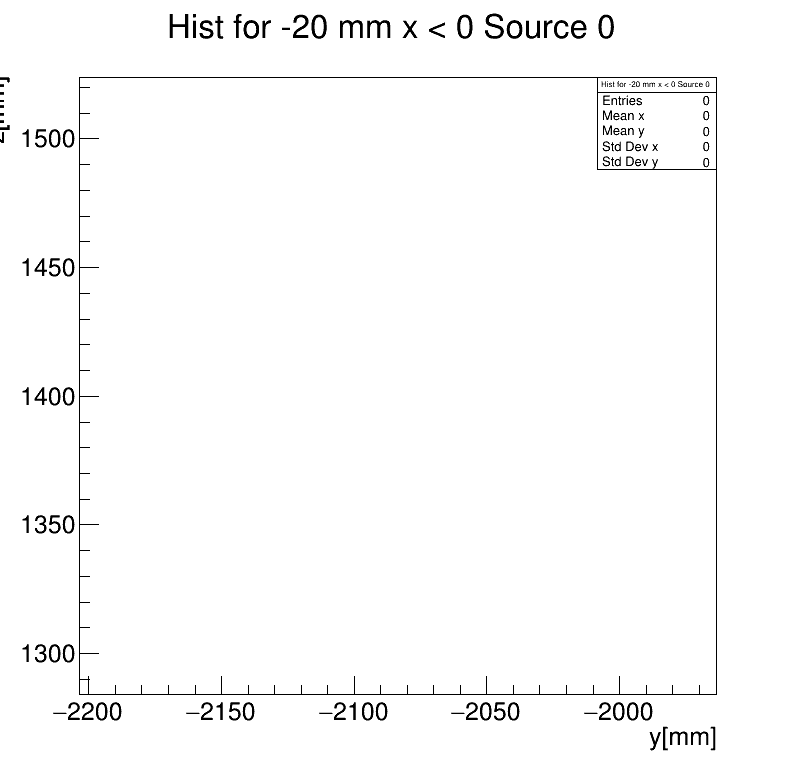 Hist for -20 mm x < 0 Source 0
z[mm]
Hist for -20 mm x < 0 Source 0
Entries 0
Mean x 0
Mean y 0
Std Dev x 0
Std Dev y 0
1500
1450
1400
1350
1300
−2200 −2150 −2100 −2050 −2000
y[mm]